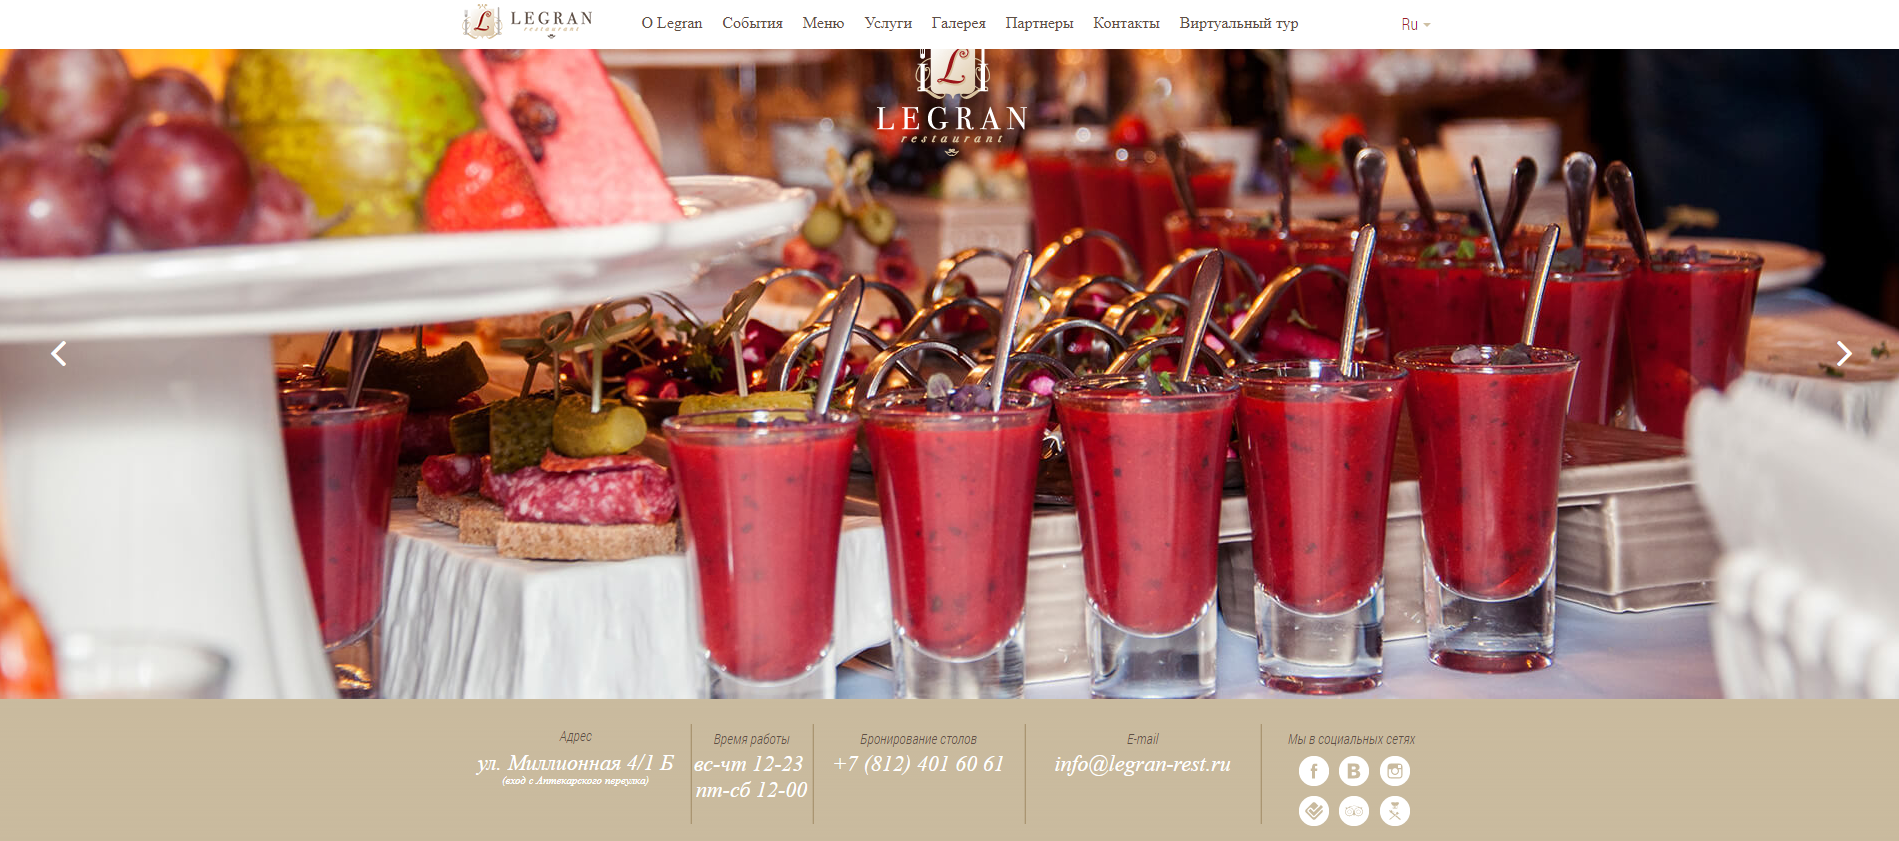 L
LEGRAN
restaurant
О Legran События Меню Услуги Галерея Партнеры Контакты Виртуальный тур
Ru
L
LEGRAN
restaurant
Адрес
ул. Миллионная 4/1 Б
(вход с Аптекарского переулка)
Время работы
вс-чт 12-23
пт-сб 12-00
Бронирование столов
+7 (812) 401 60 61
E-mail
info@legran-rest.ru
Мы в социальных сетях